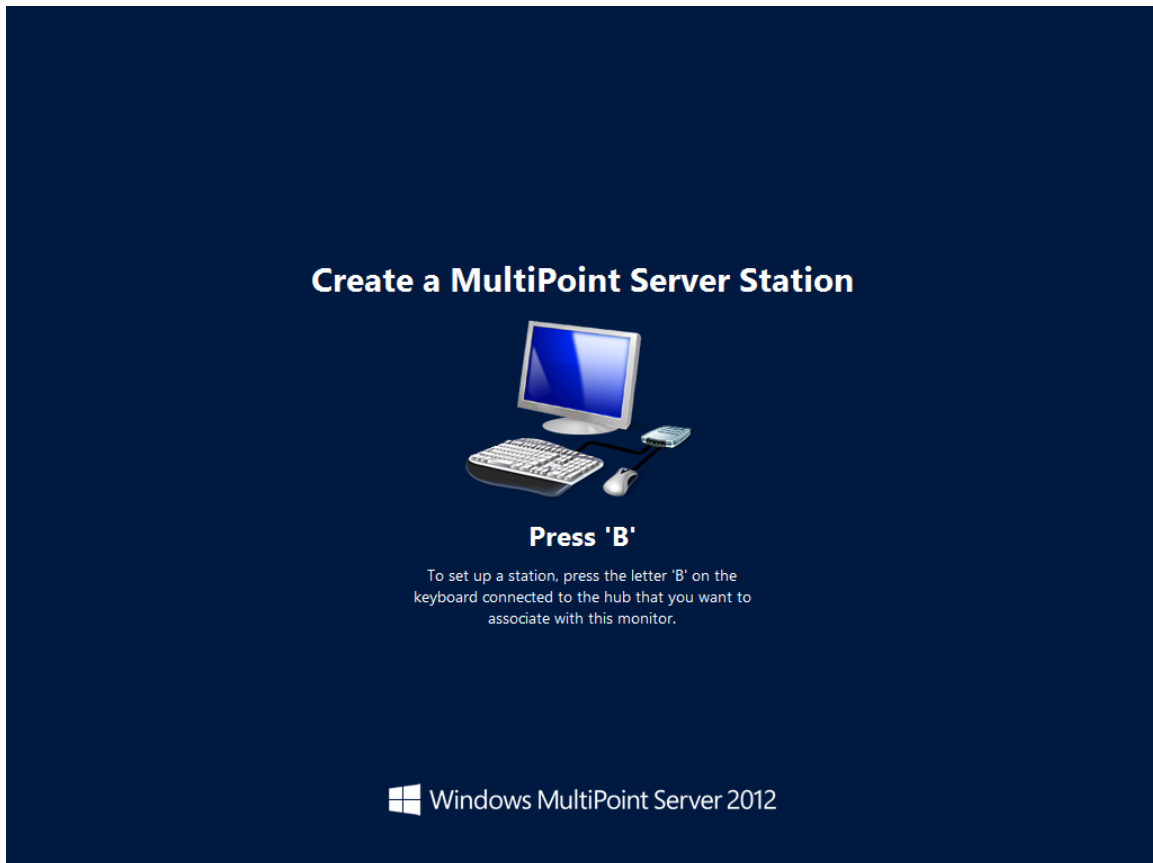 Create a MultiPoint Server Station
Press 'B'
To set up a station, press the letter 'B' on the
keyboard connected to the hub that you want to
associate with this monitor.
Windows MultiPoint Server 2012